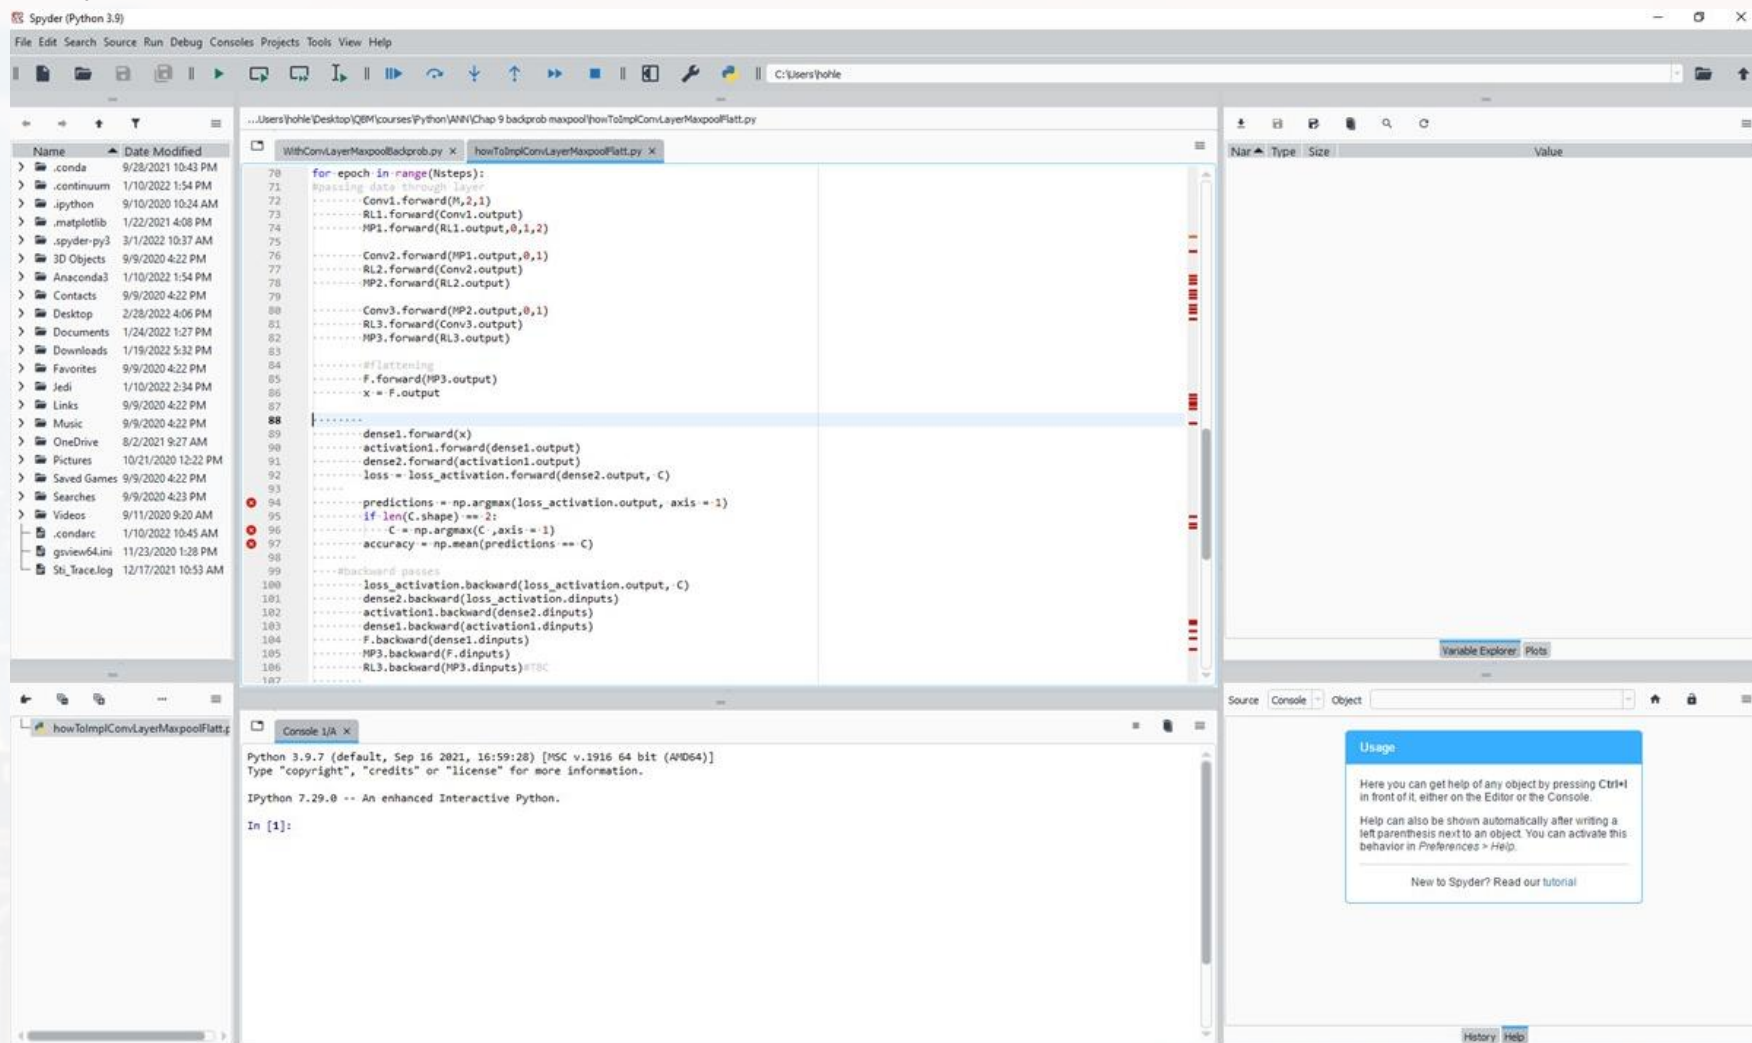 Spyder (Python 3.9)
File Edit Search Source Run Debug Consoles Projects Tools View Help
C:\Users\hohle
Name Date Modified
.conda 9/28/2021 10:43 PM
.continuum 1/10/2022 1:54 PM
.ipython 9/10/2020 10:24 AM
.matplotlib 1/22/2021 4:08 PM
.spyder-py3 3/1/2022 10:37 AM
3D Objects 9/9/2020 4:22 PM
Anaconda3 1/10/2022 1:54 PM
Contacts 9/9/2020 4:22 PM
Desktop 2/28/2022 4:06 PM
Documents 1/24/2022 1:27 PM
Downloads 1/19/2022 5:32 PM
Favorites 9/9/2020 4:22 PM
Jedi 1/10/2022 2:34 PM
Links 9/9/2020 4:22 PM
Music 9/9/2020 4:22 PM
OneDrive 8/2/2021 9:27 AM
Pictures 10/21/2020 12:22 PM
Saved Games 9/9/2020 4:22 PM
Searches 9/9/2020 4:23 PM
Videos 9/11/2020 9:20 AM
.condarc 1/10/2022 10:45 AM
gsview64.ini 11/23/2020 1:28 PM
Sti_Trace.log 12/17/2021 10:53 AM
howToImplConvLayerMaxpoolFlatt.p
...Users\hohle\Desktop\QBM\courses\Python\ANN\Chap 9 backprob maxpool\howToImplConvLayerMaxpoolFlatt.py
WithConvLayerMaxpoolBackprob.py howToImplConvLayerMaxpoolFlatt.py
70 for epoch in range(Nsteps):
71 #passing data through layer
72 Conv1.forward(M,2,1)
73 RL1.forward(Conv1.output)
74 MP1.forward(RL1.output,0,1,2)
75
76 Conv2.forward(MP1.output,0,1)
77 RL2.forward(Conv2.output)
78 MP2.forward(RL2.output)
79
80 Conv3.forward(MP2.output,0,1)
81 RL3.forward(Conv3.output)
82 MP3.forward(RL3.output)
83
84 #flattening
85 F.forward(MP3.output)
86 x = F.output
87
88
89 dense1.forward(x)
90 activation1.forward(dense1.output)
91 dense2.forward(activation1.output)
92 loss = loss_activation.forward(dense2.output, C)
93
94 predictions = np.argmax(loss_activation.output, axis = 1)
95 if len(C.shape) == 2:
96 C = np.argmax(C ,axis = 1)
97 accuracy = np.mean(predictions == C)
98
99 #backward passes
100 loss_activation.backward(loss_activation.output, C)
101 dense2.backward(loss_activation.dinputs)
102 activation1.backward(dense2.dinputs)
103 dense1.backward(activation1.dinputs)
104 F.backward(dense1.dinputs)
105 MP3.backward(F.dinputs)
106 RL3.backward(MP3.dinputs)#TBC
107
Console 1/A
Python 3.9.7 (default, Sep 16 2021, 16:59:28) [MSC v.1916 64 bit (AMD64)]
Type "copyright", "credits" or "license" for more information.
IPython 7.29.0 -- An enhanced Interactive Python.
In [1]:
Nar Type Size Value
Variable Explorer Plots
Source Console Object
Usage
Here you can get help of any object by pressing Ctrl+I
in front of it, either on the Editor or the Console.
Help can also be shown automatically after writing a
left parenthesis next to an object. You can activate this
behavior in Preferences > Help.
New to Spyder? Read our tutorial
History Help